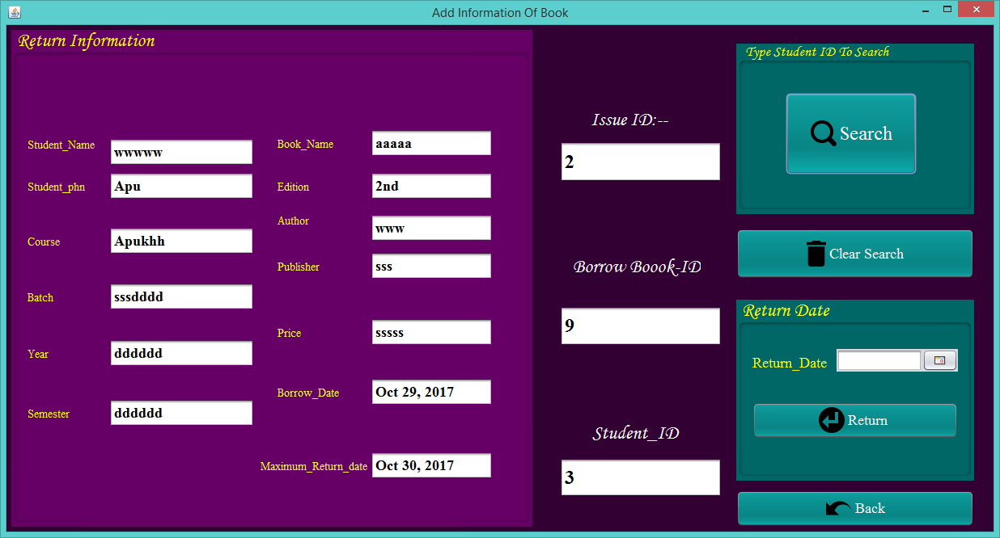 Add Information Of Book
Return Information
Student_Name
wwwww
Student_phn
Apu
Course
Apukhh
Batch
sssdddd
Year
dddddd
Semester
dddddd
Book_Name
aaaaa
Edition
2nd
Author
www
Publisher
sss
Price
sssss
Borrow_Date
Oct 29, 2017
Maximum_Return_date
Oct 30, 2017
Issue ID:--
2
Borrow Boook-ID
9
Student_ID
3
Type Student ID To Search
Search
Clear Search
Return Date
Return_Date
Return
Back